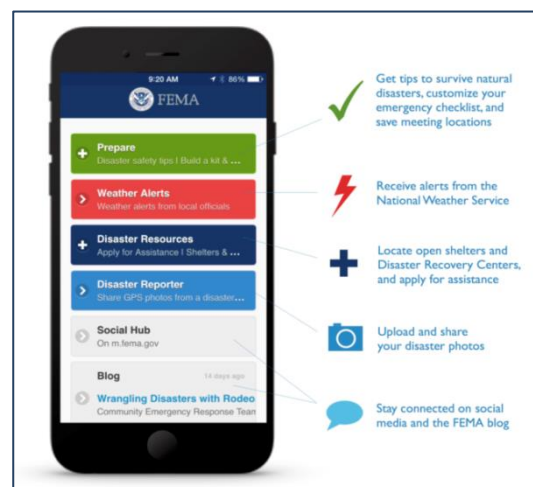 9:20 AM 86%
FEMA
Prepare
Disaster safety tips | Build a kit & ...
Weather Alerts
Weather alerts from local officials
Disaster Resources
Apply for Assistance | Shelters & ...
Disaster Reporter
Share GPS photos from a disaster...
Social Hub
On m.fema.gov
Blog 14 days ago
Wrangling Disasters with Rodeo
Community Emergency Response Team
Get tips to survive natural
disasters, customize your
emergency checklist, and
save meeting locations
Receive alerts from the
National Weather Service
Locate open shelters and
Disaster Recovery Centers,
and apply for assistance
Upload and share
your disaster photos
Stay connected on social
media and the FEMA blog